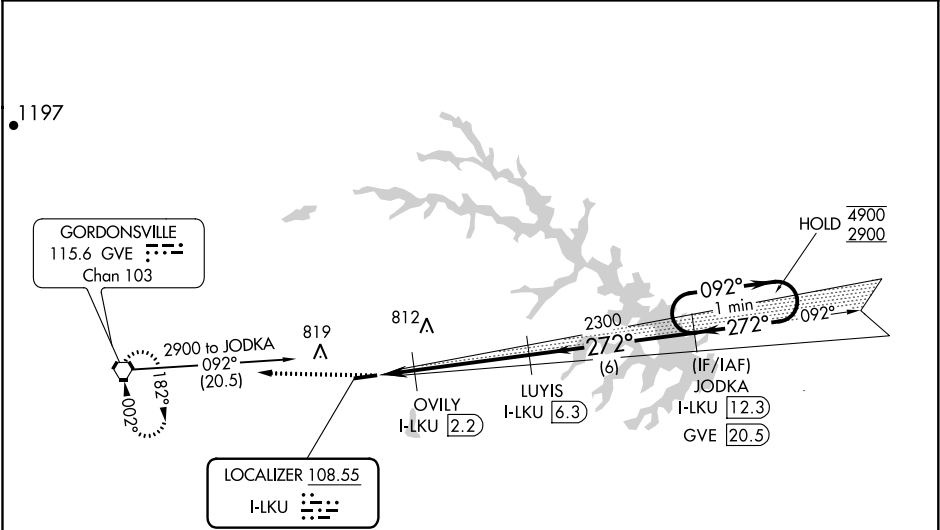 1197
GORDONSVILLE
115.6 GVE
Chan 103
HOLD 4900
2900
092°
1 min
272°
092°
2300
272°
(6)
812
819
2900 to JODKA
092°
(20.5)
182°
002°
(IF/IAF)
JODKA
I-LKU 12.3
GVE 20.5
LUYIS
I-LKU 6.3
OVILY
I-LKU 2.2
LOCALIZER 108.55
I-LKU